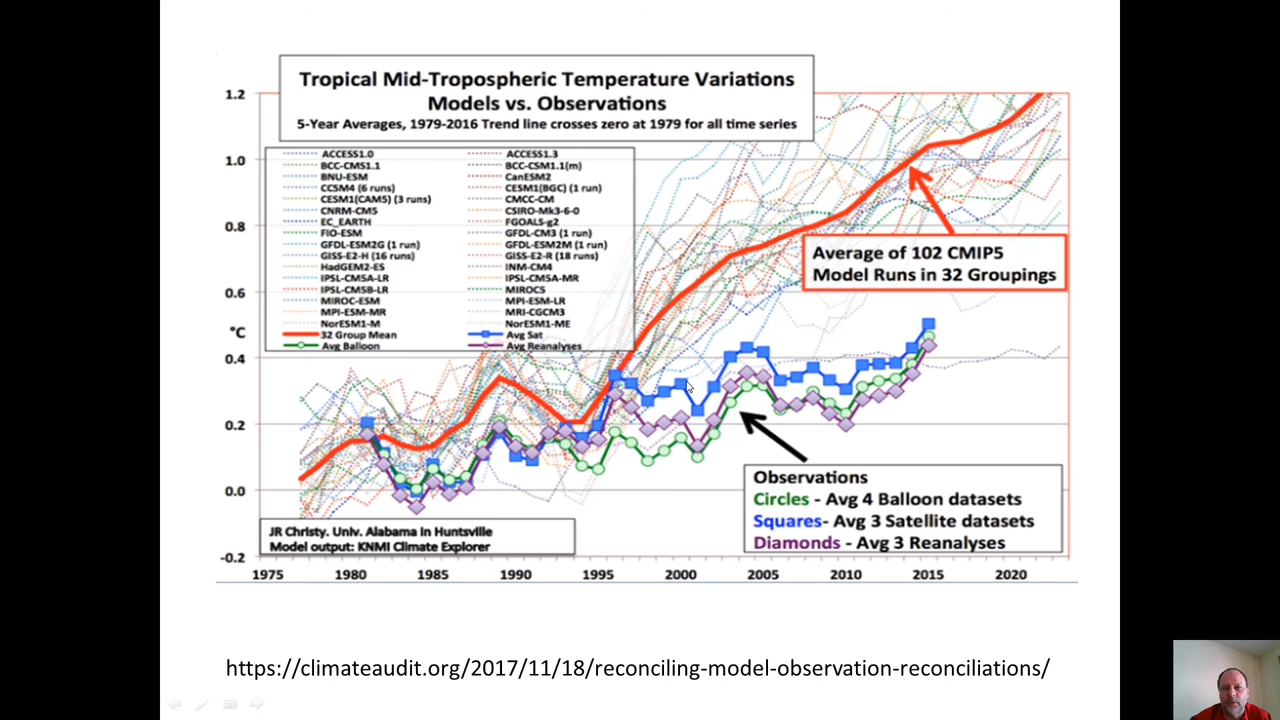 Tropical Mid-Tropospheric Temperature Variations
Models vs. Observations
5-Year Averages, 1979-2016 Trend line crosses zero at 1979 for all time series
1.2
1.0
0.8
0.6
°C
0.4
0.2
0.0
-0.2
ACCESS1.0 ACCESS1.3
BCC-CMS1.1 BCC-CSM1.1(m)
BNU-ESM CanESM2
CCSM4 (6 runs) CESM1(BGC) (1 run)
CESM1(CAM5) (3 runs) CMCC-CM
CNRM-CM5 CSIRO-Mk3-6-0
EC_EARTH FGOALS-g2
FIO-ESM GFDL-CM3 (1 run)
GFDL-ESM2G (1 run) GFDL-ESM2M (1 run)
GISS-E2-H (16 runs) GISS-E2-R (18 runs)
HadGEM2-ES INM-CM4
IPSL-CM5A-LR IPSL-CM5A-MR
IPSL-CM5B-LR MIROC5
MIROC-ESM MPI-ESM-LR
MPI-ESM-MR MRI-CGCM3
NorESM1-M NorESM1-ME
32 Group Mean Avg Sat
Avg Balloon Avg Reanalyses
Average of 102 CMIP5
Model Runs in 32 Groupings
Observations
Circles - Avg 4 Balloon datasets
Squares- Avg 3 Satellite datasets
Diamonds - Avg 3 Reanalyses
JR Christy. Univ. Alabama in Huntsville
Model output: KNMI Climate Explorer
1975 1980 1985 1990 1995 2000 2005 2010 2015 2020
https://climateaudit.org/2017/11/18/reconciling-model-observation-reconciliations/